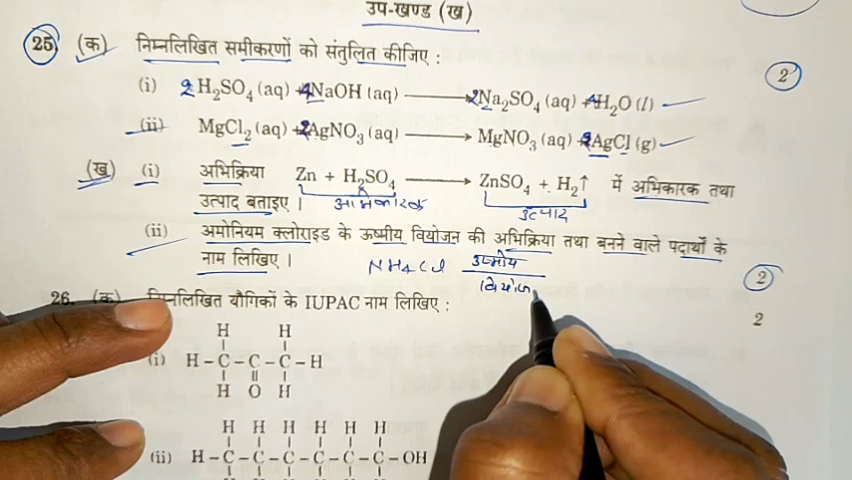 उप-खण्ड (ख)
25 (क) निम्नलिखित समीकरणों को संतुलित कीजिए : 2
(i) 2H₂SO₄ (aq) + 4NaOH (aq) ⟶ 2Na₂SO₄ (aq) + 4H₂O (l)
(ii) MgCl₂ (aq) + 2AgNO₃ (aq) ⟶ MgNO₃ (aq) + 2AgCl (g)
(ख) (i) अभिक्रिया Zn + H₂SO₄ ⟶ ZnSO₄ + H₂↑ में अभिकारक तथा
उत्पाद बताइए । अभिकारक उत्पाद
(ii) अमोनियम क्लोराइड के ऊष्मीय वियोजन की अभिक्रिया तथा बनने वाले पदार्थों के
नाम लिखिए । NH4Cl उष्मीय 2
वियोज
26. (क) निम्नलिखित यौगिकों के IUPAC नाम लिखिए : 2
H H
(i) H – C – C – C – H
H O H
H H H H H H
(ii) H – C – C – C – C – C – C – OH